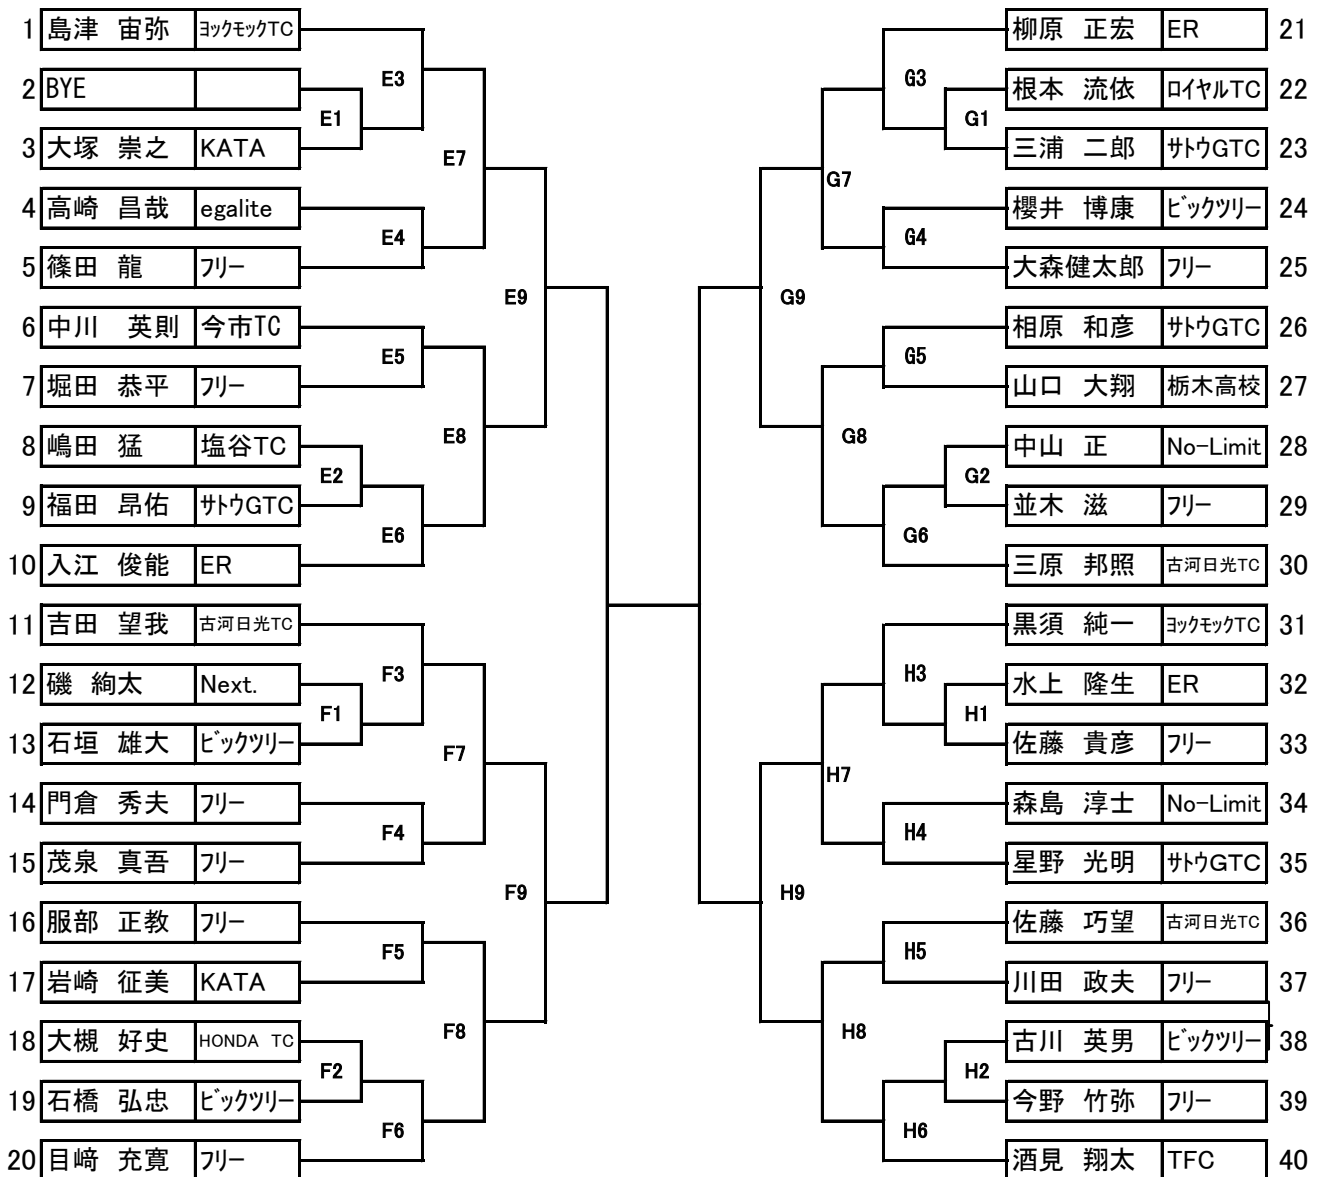 1 島津 宙弥 ﾖｯｸﾓｯｸTC
2 BYE
3 大塚 崇之 KATA
4 高崎 昌哉 egalite
5 篠田 龍 フリー
6 中川 英則 今市TC
7 堀田 恭平 フリー
8 嶋田 猛 塩谷TC
9 福田 昂佑 ｻﾄｳGTC
10 入江 俊能 ER
11 吉田 望我 古河日光TC
12 磯 絢太 Next.
13 石垣 雄大 ﾋﾞｯｸﾂﾘｰ
14 門倉 秀夫 フリー
15 茂泉 真吾 フリー
16 服部 正教 フリー
17 岩崎 征美 KATA
18 大槻 好史 HONDA TC
19 石橋 弘忠 ﾋﾞｯｸﾂﾘｰ
20 目﨑 充寛 フリー
E3
E1
E7
E4
E9
E5
E8
E2
E6
F3
F1
F7
F4
F9
F5
F8
F2
F6
G3
G1
G7
G4
G9
G5
G8
G2
G6
H3
H1
H7
H4
H9
H5
H8
H2
H6
柳原 正宏 ER 21
根本 流依 ﾛｲﾔﾙTC 22
三浦 二郎 ｻﾄｳGTC 23
櫻井 博康 ﾋﾞｯｸﾂﾘｰ 24
大森健太郎 フリー 25
相原 和彦 ｻﾄｳGTC 26
山口 大翔 栃木高校 27
中山 正 No-Limit 28
並木 滋 フリー 29
三原 邦照 古河日光TC 30
黒須 純一 ﾖｯｸﾓｯｸTC 31
水上 隆生 ER 32
佐藤 貴彦 フリー 33
森島 淳士 No-Limit 34
星野 光明 ｻﾄｳGTC 35
佐藤 巧望 古河日光TC 36
川田 政夫 フリー 37
古川 英男 ﾋﾞｯｸﾂﾘｰ 38
今野 竹弥 フリー 39
酒見 翔太 TFC 40